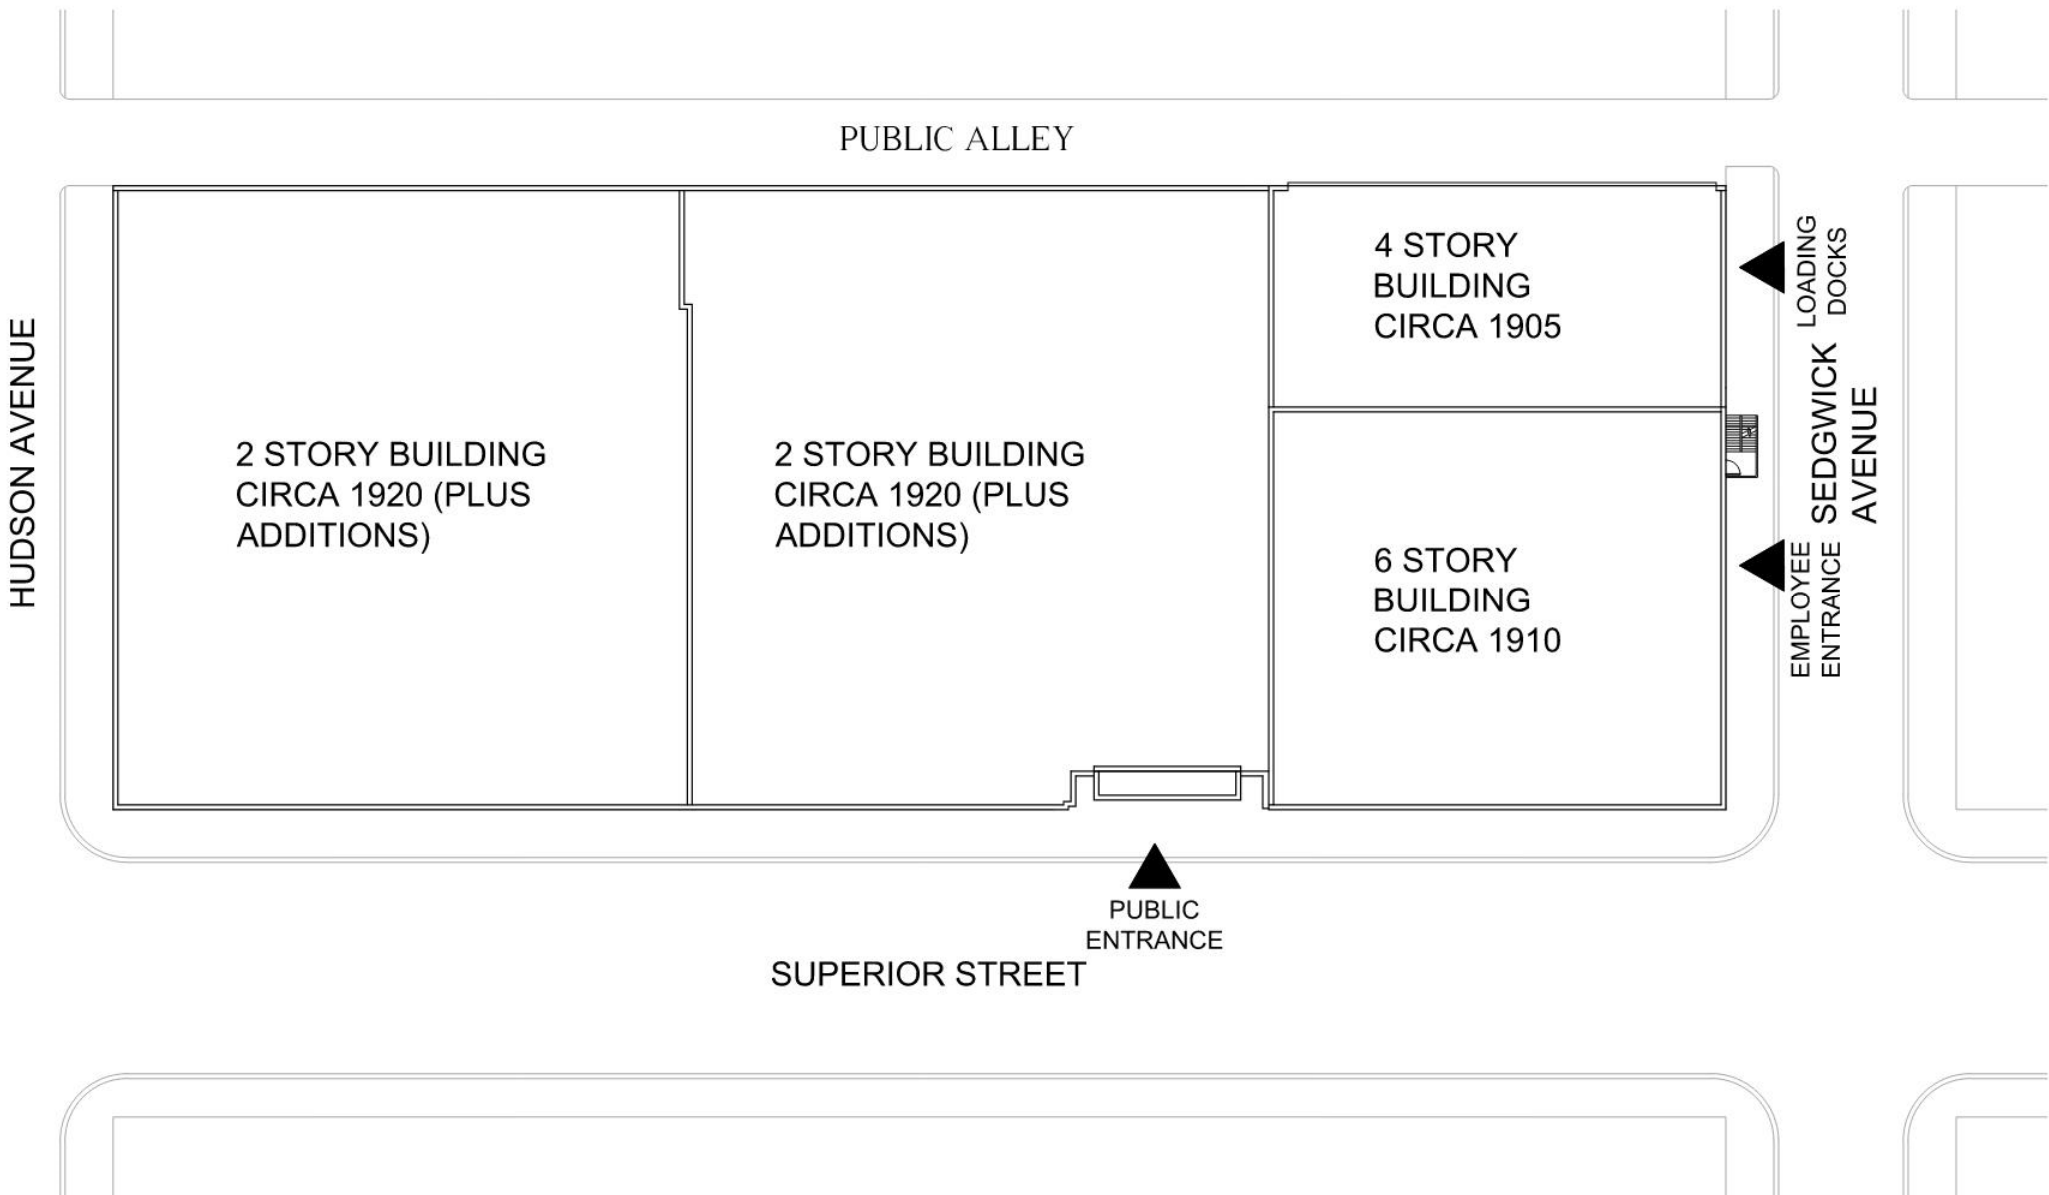 PUBLIC ALLEY
HUDSON AVENUE
2 STORY BUILDING
CIRCA 1920 (PLUS
ADDITIONS)
2 STORY BUILDING
CIRCA 1920 (PLUS
ADDITIONS)
4 STORY
BUILDING
CIRCA 1905
6 STORY
BUILDING
CIRCA 1910
LOADING
DOCKS
SEDGWICK
AVENUE
EMPLOYEE
ENTRANCE
PUBLIC
ENTRANCE
SUPERIOR STREET